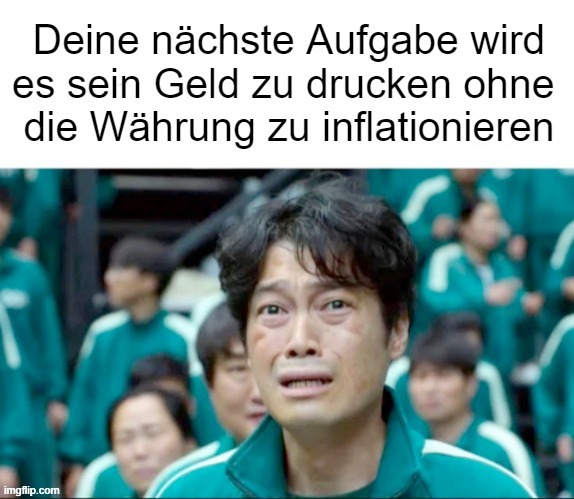 Deine nächste Aufgabe wird
es sein Geld zu drucken ohne
die Währung zu inflationieren
imgflip.com